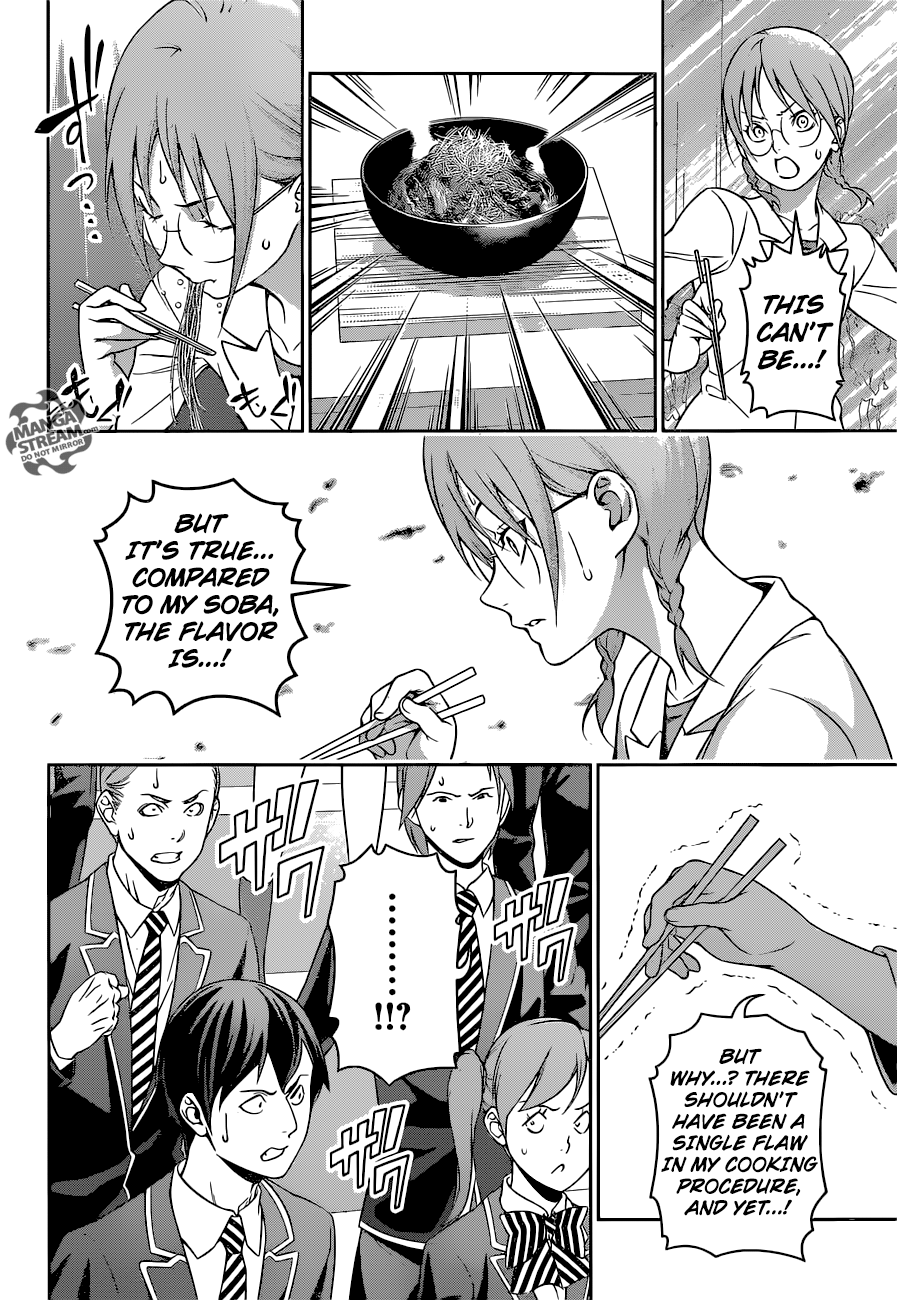 THIS
CAN'T
BE...!
ず
っ
…
もぐ
もぐ
MANGA
STREAM.com
DO NOT MIRROR
BUT
IT'S TRUE...
COMPARED
TO MY SOBA,
THE FLAVOR
IS...!
BUT
WHY...? THERE
SHOULDN'T
HAVE BEEN A
SINGLE FLAW
IN MY COOKING
PROCEDURE,
AND YET...!
ザワ
ザワ
.......
!!?
ザワ